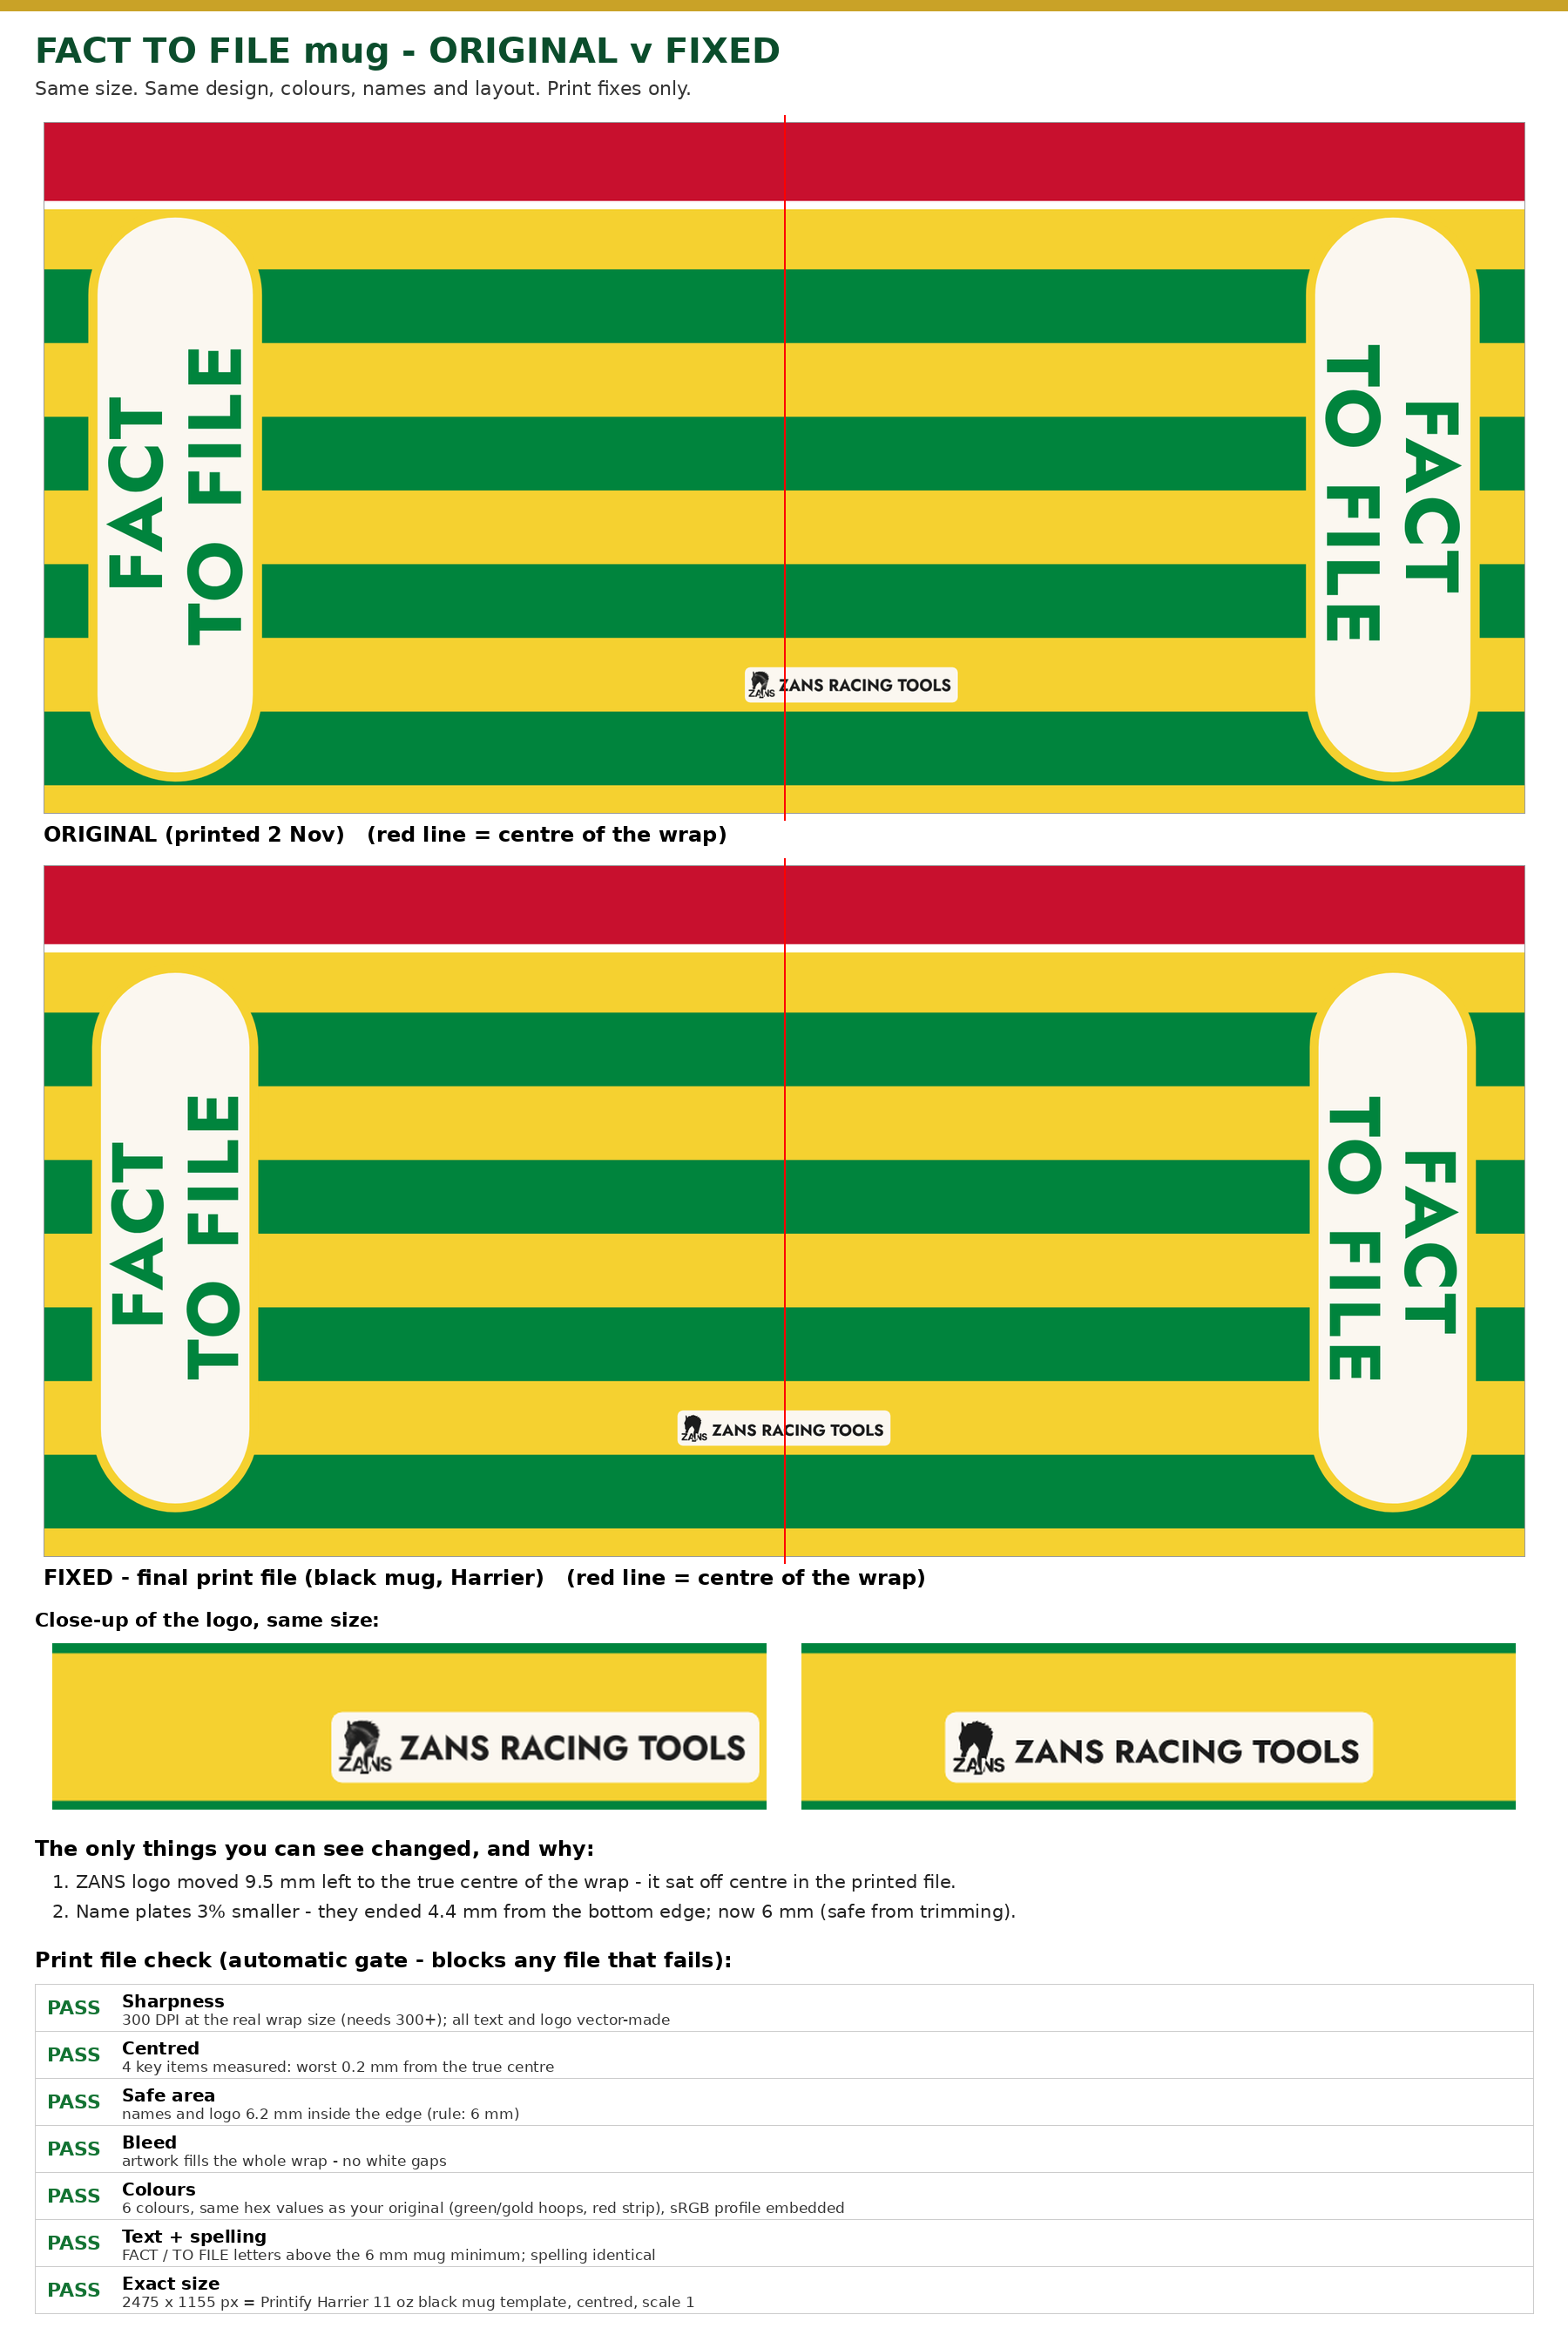 FACT TO FILE mug - ORIGINAL v FIXED
Same size. Same design, colours, names and layout. Print fixes only.
FACT
TO FILE
FACT
TO FILE
ZANS
ZANS RACING TOOLS
ORIGINAL (printed 2 Nov) (red line = centre of the wrap)
FACT
TO FILE
FACT
TO FILE
ZANS
ZANS RACING TOOLS
FIXED - final print file (black mug, Harrier) (red line = centre of the wrap)
Close-up of the logo, same size:
ZANS
ZANS RACING TOOLS
ZANS
ZANS RACING TOOLS
The only things you can see changed, and why:
1. ZANS logo moved 9.5 mm left to the true centre of the wrap - it sat off centre in the printed file.
2. Name plates 3% smaller - they ended 4.4 mm from the bottom edge; now 6 mm (safe from trimming).
Print file check (automatic gate - blocks any file that fails):
PASS Sharpness
300 DPI at the real wrap size (needs 300+); all text and logo vector-made
PASS Centred
4 key items measured: worst 0.2 mm from the true centre
PASS Safe area
names and logo 6.2 mm inside the edge (rule: 6 mm)
PASS Bleed
artwork fills the whole wrap - no white gaps
PASS Colours
6 colours, same hex values as your original (green/gold hoops, red strip), sRGB profile embedded
PASS Text + spelling
FACT / TO FILE letters above the 6 mm mug minimum; spelling identical
PASS Exact size
2475 x 1155 px = Printify Harrier 11 oz black mug template, centred, scale 1